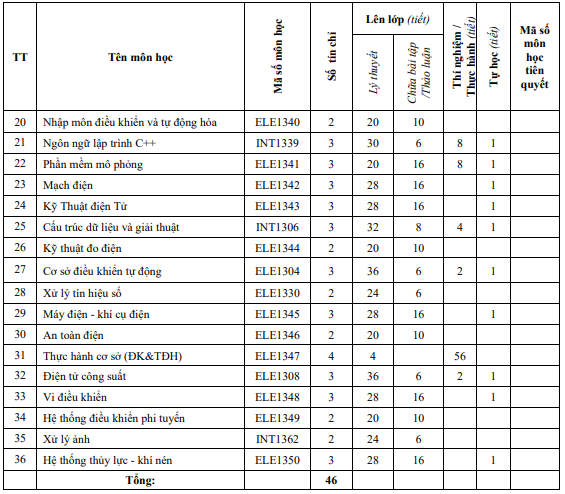 TT Tên môn học Mã số môn học Số tín chỉ Lên lớp (tiết) Lý thuyết Chữa bài tập /Thảo luận Thí nghiệm / Thực hành (tiết) Tự học (tiết) Mã số môn học tiên quyết
20 Nhập môn điều khiển và tự động hóa ELE1340 2 20 10
21 Ngôn ngữ lập trình C++ INT1339 3 30 6 8 1
22 Phần mềm mô phỏng ELE1341 3 20 16 8 1
23 Mạch điện ELE1342 3 28 16 1
24 Kỹ Thuật điện Tử ELE1343 3 28 16 1
25 Cấu trúc dữ liệu và giải thuật INT1306 3 32 8 4 1
26 Kỹ thuật đo điện ELE1344 2 20 10
27 Cơ sở điều khiển tự động ELE1304 3 36 6 2 1
28 Xử lý tín hiệu số ELE1330 2 24 6
29 Máy điện - khí cụ điện ELE1345 3 28 16 1
30 An toàn điện ELE1346 2 20 10
31 Thực hành cơ sở (ĐK&TĐH) ELE1347 4 4 56
32 Điện tử công suất ELE1308 3 36 6 2 1
33 Vi điều khiển ELE1348 3 28 16 1
34 Hệ thống điều khiển phi tuyến ELE1349 2 20 10
35 Xử lý ảnh INT1362 2 24 6
36 Hệ thống thủy lực - khí nén ELE1350 3 28 16 1
Tổng: 46